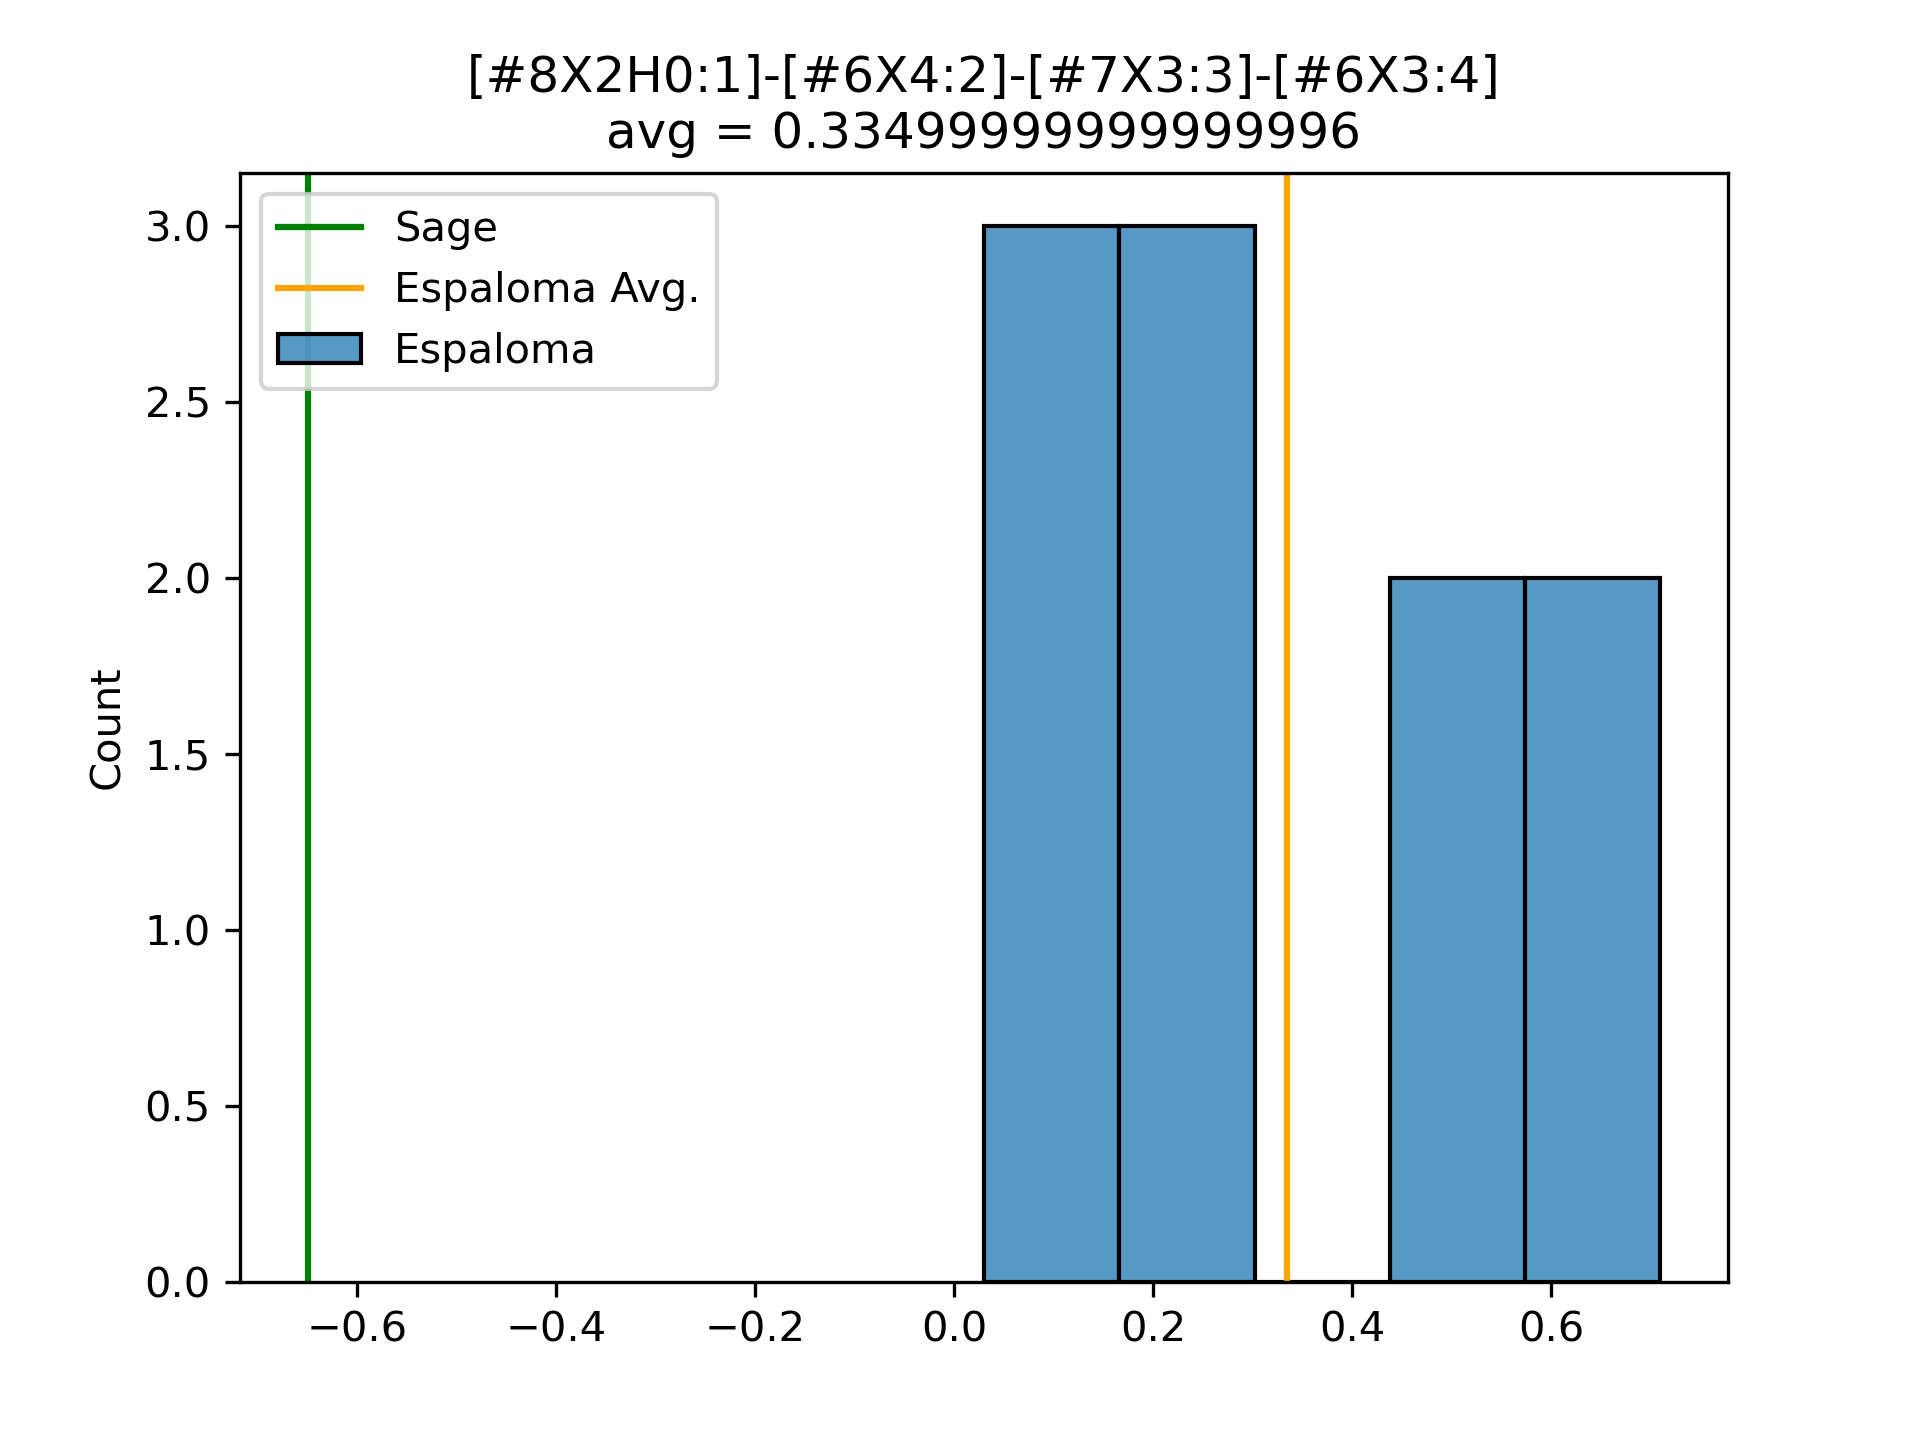 [#8X2H0:1]-[#6X4:2]-[#7X3:3]-[#6X3:4]
avg = 0.33499999999999996
Sage
Espaloma Avg.
Espaloma
3.0
2.5
2.0
1.5
1.0
0.5
0.0
Count
−0.6 −0.4 −0.2 0.0 0.2 0.4 0.6